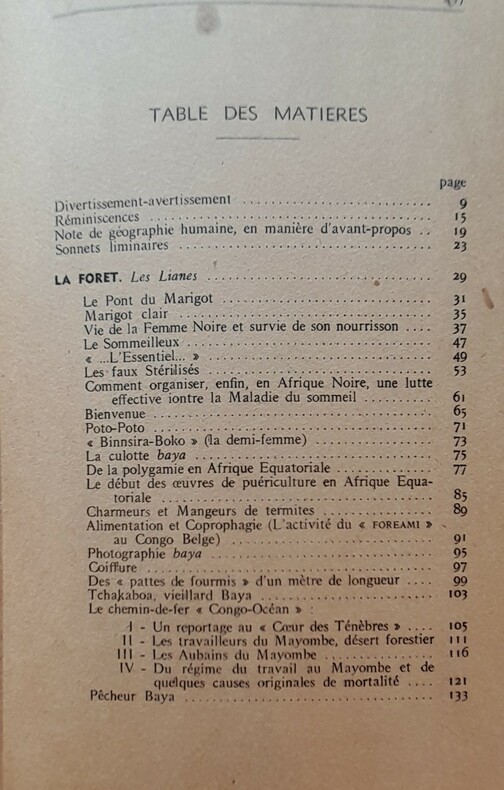 TABLE DES MATIERES
page
Divertissement-avertissement .......................... 9
Réminiscences .......................... 15
Note de géographie humaine, en manière d'avant-propos .. 19
Sonnets liminaires .......................... 23
LA FORET. Les Lianes .......................... 29
Le Pont du Marigot .......................... 31
Marigot clair .......................... 35
Vie de la Femme Noire et survie de son nourrisson .... 37
Le Sommeilleux .......................... 47
« ...L'Essentiel... » .......................... 49
Les faux Stérilisés .......................... 53
Comment organiser, enfin, en Afrique Noire, une lutte
effective iontre la Maladie du sommeil .......... 61
Bienvenue .......................... 65
Poto-Poto .......................... 71
« Binnsira-Boko » (la demi-femme) .......... 73
La culotte baya .......................... 75
De la polygamie en Afrique Equatoriale .......... 77
Le début des œuvres de puériculture en Afrique Equa-
toriale .......................... 85
Charmeurs et Mangeurs de termites .......... 89
Alimentation et Coprophagie (L'activité du « FOREAMI »
au Congo Belge) .......................... 91
Photographie baya .......................... 95
Coiffure .......................... 97
Des « pattes de fourmis » d'un mètre de longueur .... 99
Tchakaboa, vieillard Baya .......................... 103
Le chemin-de-fer « Congo-Océan » :
I - Un reportage au « Cœur des Ténèbres » .. 105
II - Les travailleurs du Mayombe, désert forestier 111
III - Les Aubains du Mayombe .......... 116
IV - Du régime du travail au Mayombe et de
quelques causes originales de mortalité .... 121
Pêcheur Baya .......................... 133